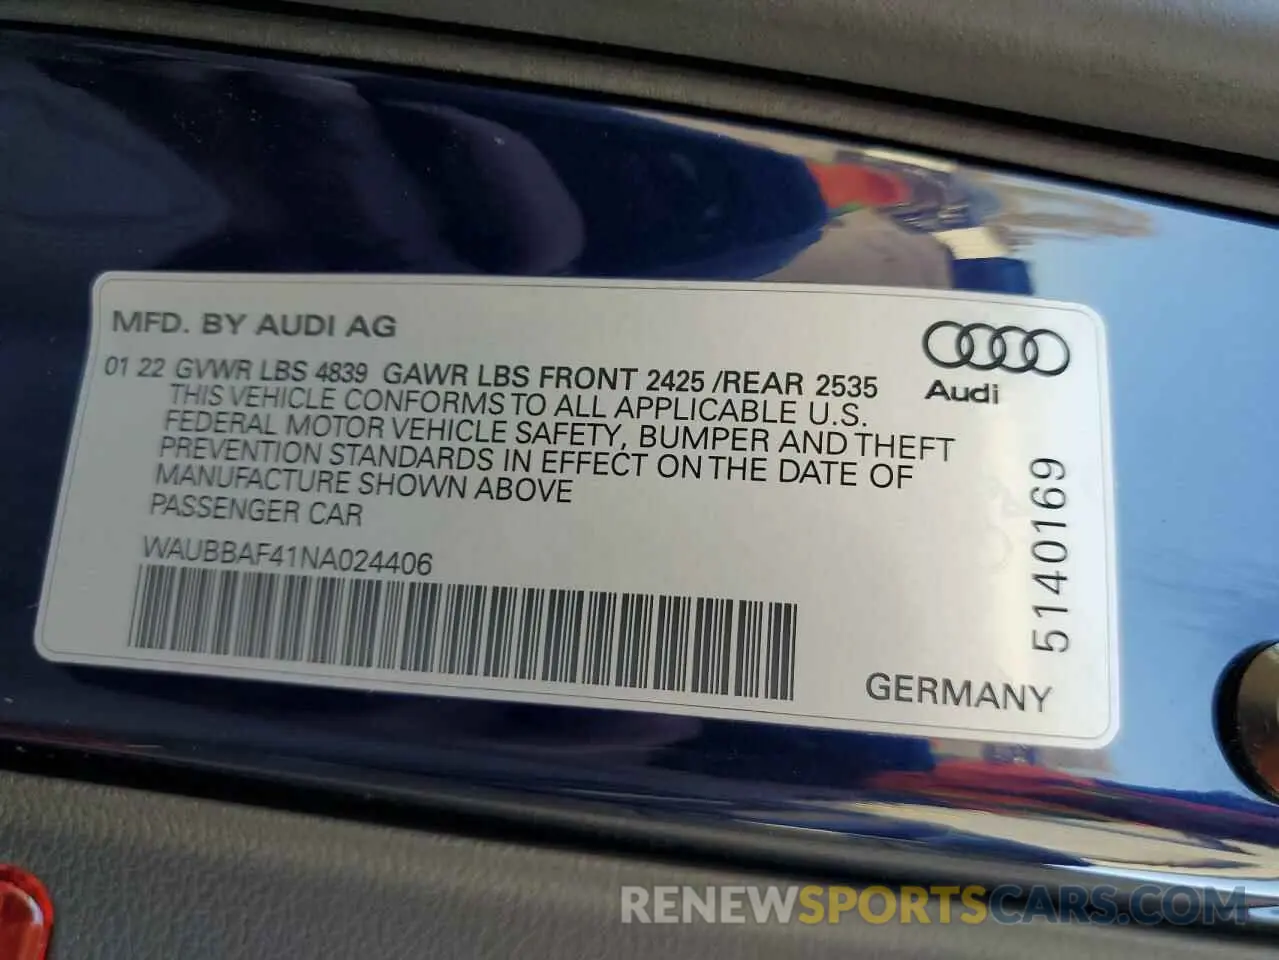 MFD. BY AUDI AG
01 22 GVWR LBS 4839 GAWR LBS FRONT 2425 /REAR 2535
THIS VEHICLE CONFORMS TO ALL APPLICABLE U.S.
FEDERAL MOTOR VEHICLE SAFETY, BUMPER AND THEFT
PREVENTION STANDARDS IN EFFECT ON THE DATE OF
MANUFACTURE SHOWN ABOVE
PASSENGER CAR
WAUBBAF41NA024406
Audi
5140169
GERMANY
RENEWSPORTSCARS.COM